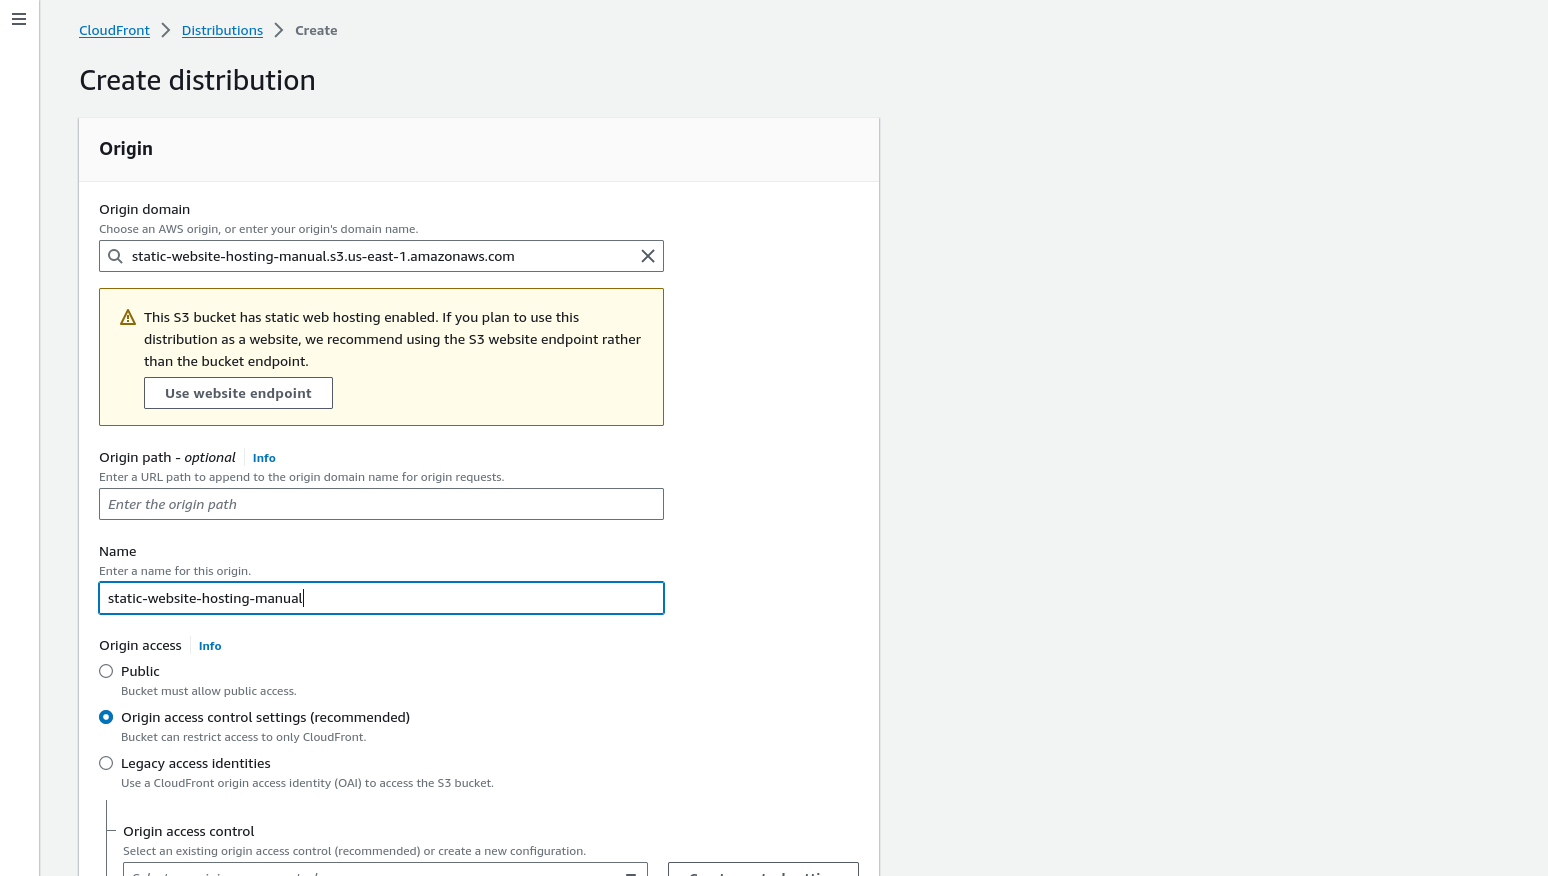 CloudFront > Distributions > Create
Create distribution
Origin
Origin domain
Choose an AWS origin, or enter your origin's domain name.
static-website-hosting-manual.s3.us-east-1.amazonaws.com
This S3 bucket has static web hosting enabled. If you plan to use this
distribution as a website, we recommend using the S3 website endpoint rather
than the bucket endpoint.
Use website endpoint
Origin path - optional Info
Enter a URL path to append to the origin domain name for origin requests.
Enter the origin path
Name
Enter a name for this origin.
static-website-hosting-manual
Origin access Info
Public
Bucket must allow public access.
Origin access control settings (recommended)
Bucket can restrict access to only CloudFront.
Legacy access identities
Use a CloudFront origin access identity (OAI) to access the S3 bucket.
Origin access control
Select an existing origin access control (recommended) or create a new configuration.